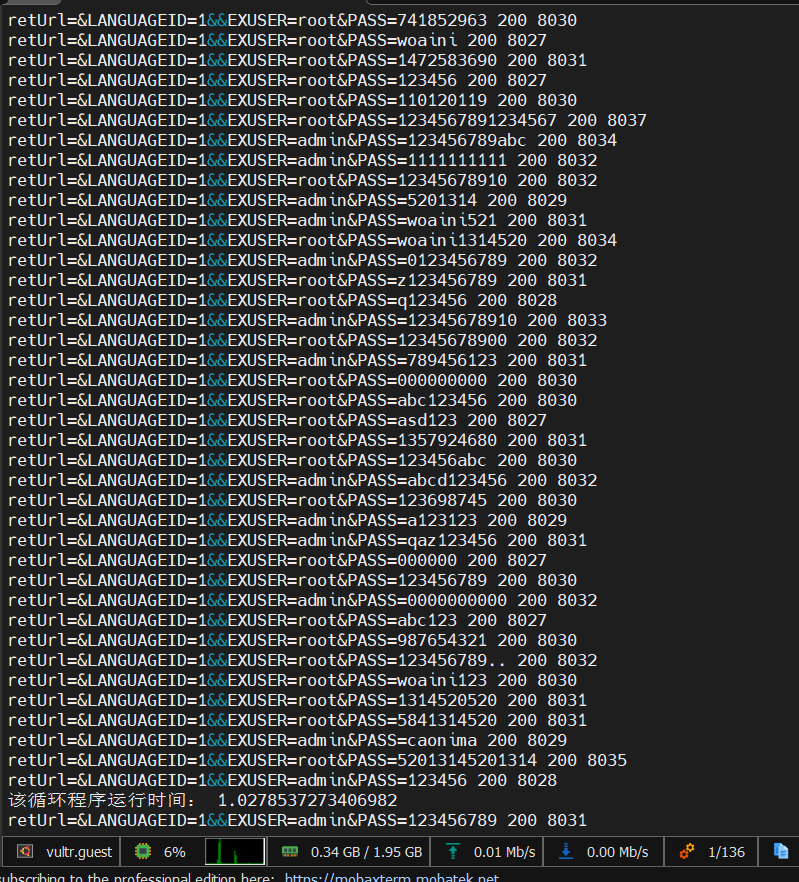 retUrl=&LANGUAGEID=1&&EXUSER=root&PASS=741852963 200 8030
retUrl=&LANGUAGEID=1&&EXUSER=root&PASS=woaini 200 8027
retUrl=&LANGUAGEID=1&&EXUSER=root&PASS=1472583690 200 8031
retUrl=&LANGUAGEID=1&&EXUSER=root&PASS=123456 200 8027
retUrl=&LANGUAGEID=1&&EXUSER=root&PASS=110120119 200 8030
retUrl=&LANGUAGEID=1&&EXUSER=root&PASS=1234567891234567 200 8037
retUrl=&LANGUAGEID=1&&EXUSER=admin&PASS=123456789abc 200 8034
retUrl=&LANGUAGEID=1&&EXUSER=admin&PASS=1111111111 200 8032
retUrl=&LANGUAGEID=1&&EXUSER=root&PASS=12345678910 200 8032
retUrl=&LANGUAGEID=1&&EXUSER=admin&PASS=5201314 200 8029
retUrl=&LANGUAGEID=1&&EXUSER=admin&PASS=woaini521 200 8031
retUrl=&LANGUAGEID=1&&EXUSER=root&PASS=woaini1314520 200 8034
retUrl=&LANGUAGEID=1&&EXUSER=admin&PASS=0123456789 200 8032
retUrl=&LANGUAGEID=1&&EXUSER=root&PASS=z123456789 200 8031
retUrl=&LANGUAGEID=1&&EXUSER=root&PASS=q123456 200 8028
retUrl=&LANGUAGEID=1&&EXUSER=admin&PASS=12345678910 200 8033
retUrl=&LANGUAGEID=1&&EXUSER=root&PASS=12345678900 200 8032
retUrl=&LANGUAGEID=1&&EXUSER=admin&PASS=789456123 200 8031
retUrl=&LANGUAGEID=1&&EXUSER=root&PASS=000000000 200 8030
retUrl=&LANGUAGEID=1&&EXUSER=root&PASS=abc123456 200 8030
retUrl=&LANGUAGEID=1&&EXUSER=root&PASS=asd123 200 8027
retUrl=&LANGUAGEID=1&&EXUSER=root&PASS=1357924680 200 8031
retUrl=&LANGUAGEID=1&&EXUSER=root&PASS=123456abc 200 8030
retUrl=&LANGUAGEID=1&&EXUSER=admin&PASS=abcd123456 200 8032
retUrl=&LANGUAGEID=1&&EXUSER=root&PASS=123698745 200 8030
retUrl=&LANGUAGEID=1&&EXUSER=admin&PASS=a123123 200 8029
retUrl=&LANGUAGEID=1&&EXUSER=admin&PASS=qaz123456 200 8031
retUrl=&LANGUAGEID=1&&EXUSER=root&PASS=000000 200 8027
retUrl=&LANGUAGEID=1&&EXUSER=root&PASS=123456789 200 8030
retUrl=&LANGUAGEID=1&&EXUSER=admin&PASS=0000000000 200 8032
retUrl=&LANGUAGEID=1&&EXUSER=root&PASS=abc123 200 8027
retUrl=&LANGUAGEID=1&&EXUSER=root&PASS=987654321 200 8030
retUrl=&LANGUAGEID=1&&EXUSER=root&PASS=123456789.. 200 8032
retUrl=&LANGUAGEID=1&&EXUSER=root&PASS=woaini123 200 8030
retUrl=&LANGUAGEID=1&&EXUSER=root&PASS=1314520520 200 8031
retUrl=&LANGUAGEID=1&&EXUSER=root&PASS=5841314520 200 8031
retUrl=&LANGUAGEID=1&&EXUSER=admin&PASS=caonima 200 8029
retUrl=&LANGUAGEID=1&&EXUSER=root&PASS=52013145201314 200 8035
retUrl=&LANGUAGEID=1&&EXUSER=admin&PASS=123456 200 8028
该循环程序运行时间： 1.0278537273406982
retUrl=&LANGUAGEID=1&&EXUSER=admin&PASS=123456789 200 8031
vultr.guest 6% 0.34 GB / 1.95 GB 0.01 Mb/s 0.00 Mb/s 1/136
ubscribing to the professional edition here: https://mobaxterm.mobatek.net